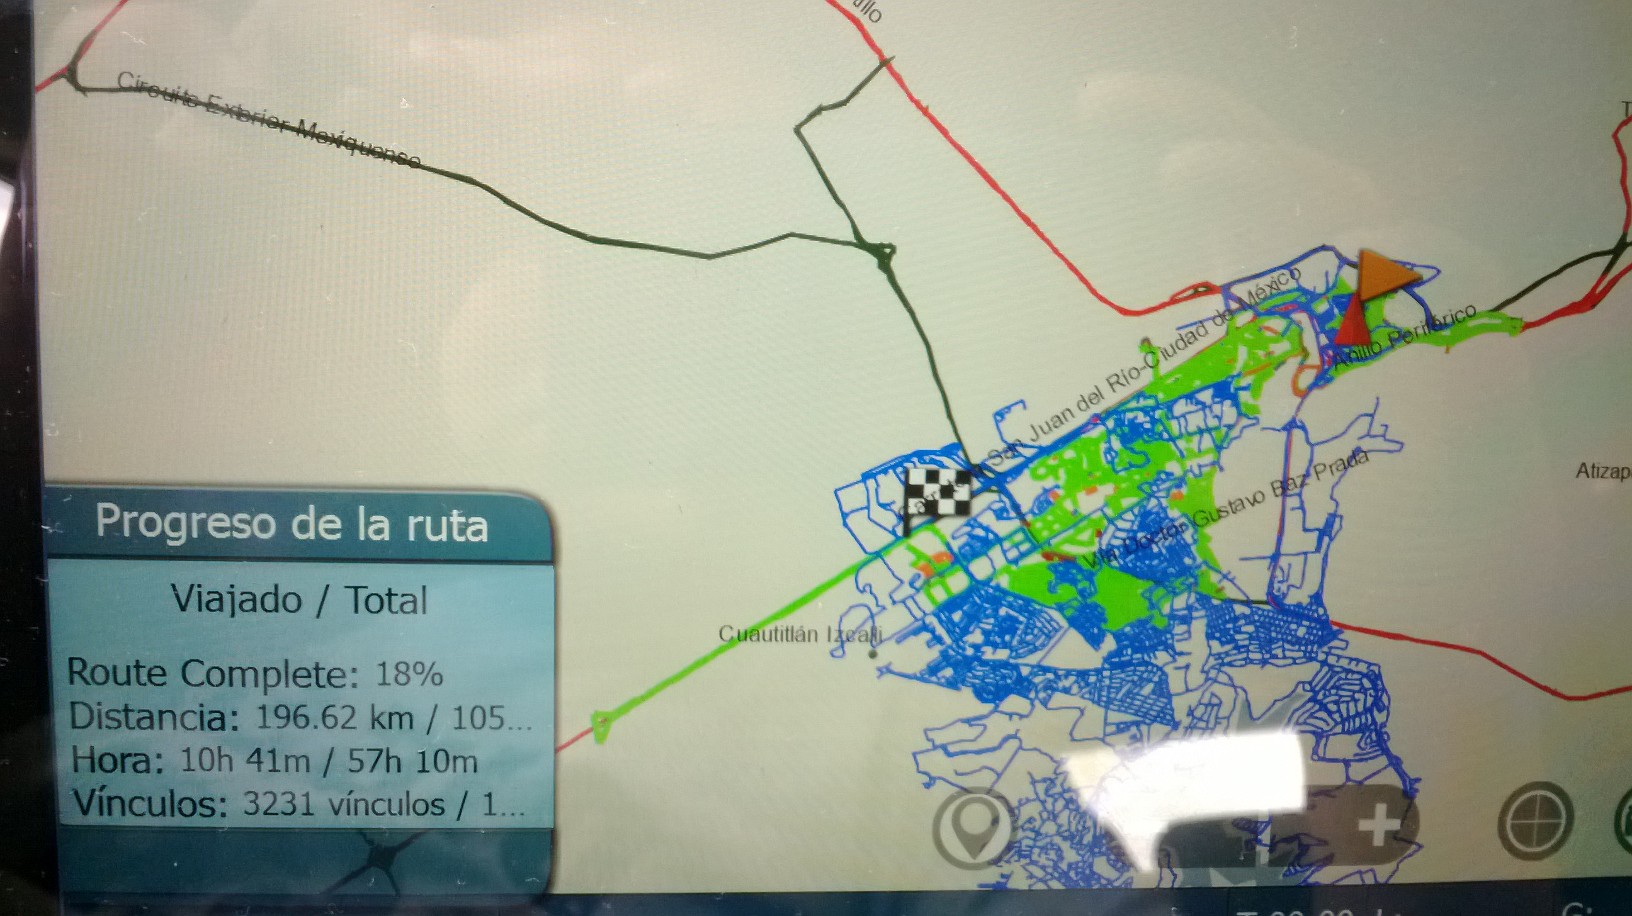 Circuito Exterior Mexiquense
San Juan del Río-Ciudad de México
Anillo Periférico
Vía Doctor Gustavo Baz Prada
Atizap
Cuautitlán Izcalli
Progreso de la ruta
Viajado / Total
Route Complete: 18%
Distancia: 196.62 km / 105...
Hora: 10h 41m / 57h 10m
Vínculos: 3231 vínculos / 1...